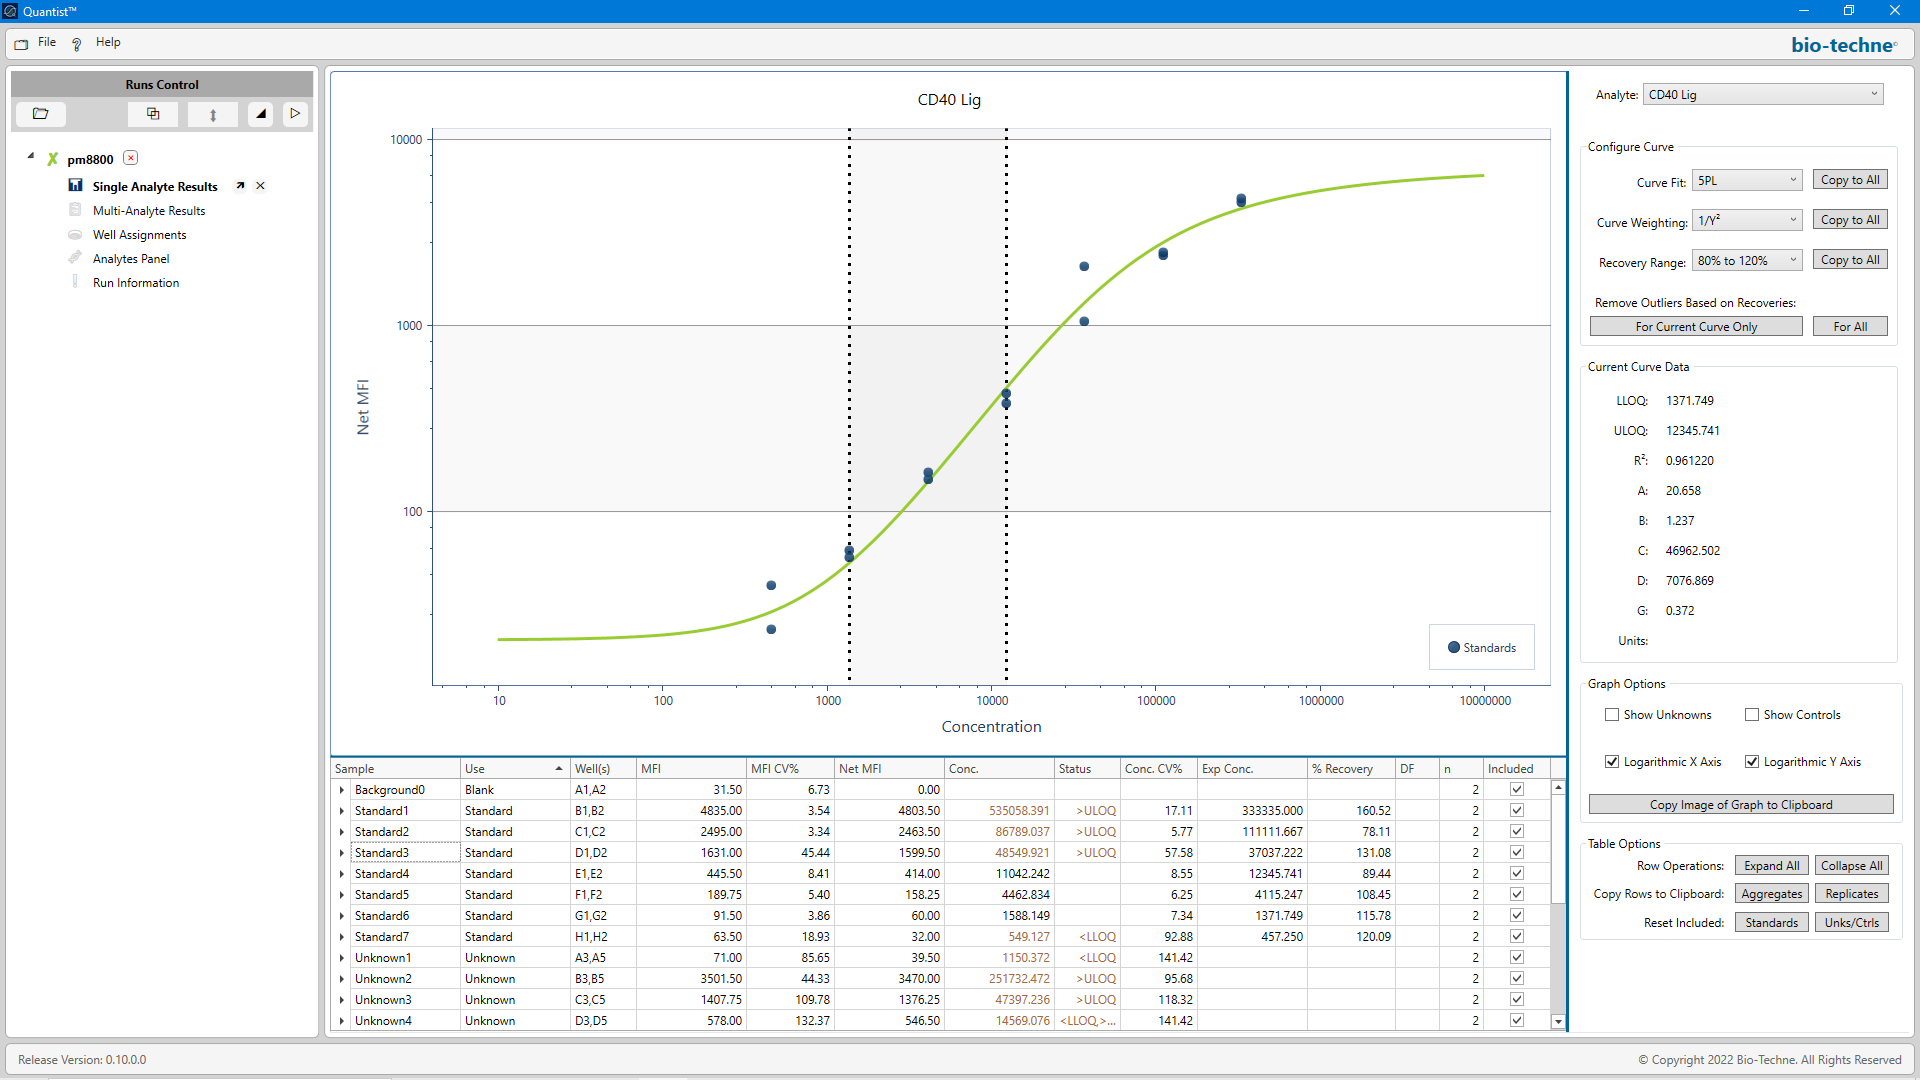 Quantist™
File
Help
bio-techne®
Runs Control
pm8800
Single Analyte Results
Multi-Analyte Results
Well Assignments
Analytes Panel
Run Information
CD40 Lig
10000
1000
100
Net MFI
10 100 1000 10000 100000 1000000 10000000
Concentration
Standards
Analyte: CD40 Lig
Configure Curve
Curve Fit: 5PL Copy to All
Curve Weighting: 1/Y² Copy to All
Recovery Range: 80% to 120% Copy to All
Remove Outliers Based on Recoveries:
For Current Curve Only For All
Current Curve Data
LLOQ: 1371.749
ULOQ: 12345.741
R²: 0.961220
A: 20.658
B: 1.237
C: 46962.502
D: 7076.869
G: 0.372
Units:
Graph Options
Show Unknowns Show Controls
Logarithmic X Axis Logarithmic Y Axis
Copy Image of Graph to Clipboard
Table Options
Row Operations: Expand All Collapse All
Copy Rows to Clipboard: Aggregates Replicates
Reset Included: Standards Unks/Ctrls
Sample Use Well(s) MFI MFI CV% Net MFI Conc. Status Conc. CV% Exp Conc. % Recovery DF n Included
Background0 Blank A1,A2 31.50 6.73 0.00 2
Standard1 Standard B1,B2 4835.00 3.54 4803.50 535058.391 >ULOQ 17.11 333335.000 160.52 2
Standard2 Standard C1,C2 2495.00 3.34 2463.50 86789.037 >ULOQ 5.77 111111.667 78.11 2
Standard3 Standard D1,D2 1631.00 45.44 1599.50 48549.921 >ULOQ 57.58 37037.222 131.08 2
Standard4 Standard E1,E2 445.50 8.41 414.00 11042.242 8.55 12345.741 89.44 2
Standard5 Standard F1,F2 189.75 5.40 158.25 4462.834 6.25 4115.247 108.45 2
Standard6 Standard G1,G2 91.50 3.86 60.00 1588.149 7.34 1371.749 115.78 2
Standard7 Standard H1,H2 63.50 18.93 32.00 549.127 <LLOQ 92.88 457.250 120.09 2
Unknown1 Unknown A3,A5 71.00 85.65 39.50 1150.372 <LLOQ 141.42 2
Unknown2 Unknown B3,B5 3501.50 44.33 3470.00 251732.472 >ULOQ 95.68 2
Unknown3 Unknown C3,C5 1407.75 109.78 1376.25 47397.236 >ULOQ 118.32 2
Unknown4 Unknown D3,D5 578.00 132.37 546.50 14569.076 <LLOQ,>... 141.42 2
Release Version: 0.10.0.0
© Copyright 2022 Bio-Techne. All Rights Reserved